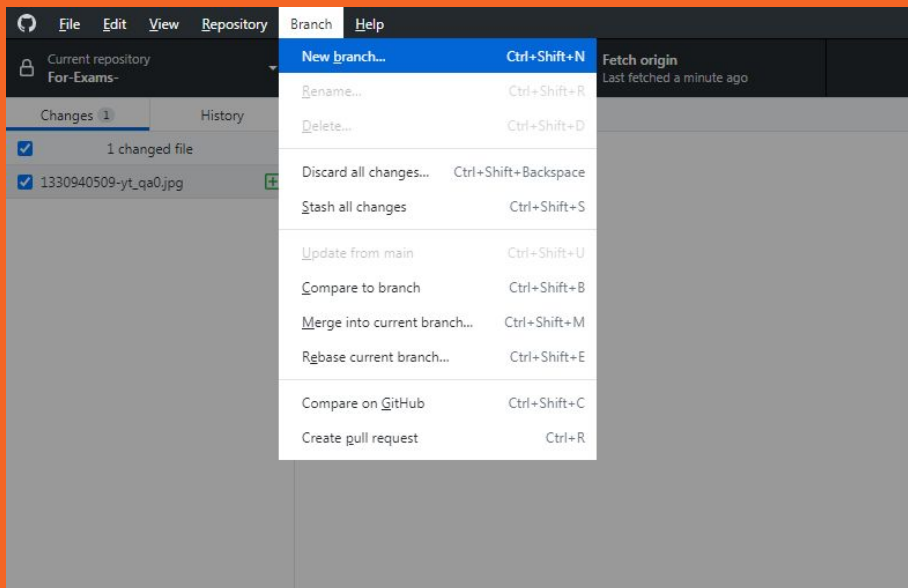 File Edit View Repository Branch Help
Current repository
For-Exams-
Fetch origin
Last fetched a minute ago
Changes 1 History
1 changed file
1330940509-yt_qa0.jpg
New branch... Ctrl+Shift+N
Rename... Ctrl+Shift+R
Delete... Ctrl+Shift+D
Discard all changes... Ctrl+Shift+Backspace
Stash all changes Ctrl+Shift+S
Update from main Ctrl+Shift+U
Compare to branch Ctrl+Shift+B
Merge into current branch... Ctrl+Shift+M
Rebase current branch... Ctrl+Shift+E
Compare on GitHub Ctrl+Shift+C
Create pull request Ctrl+R